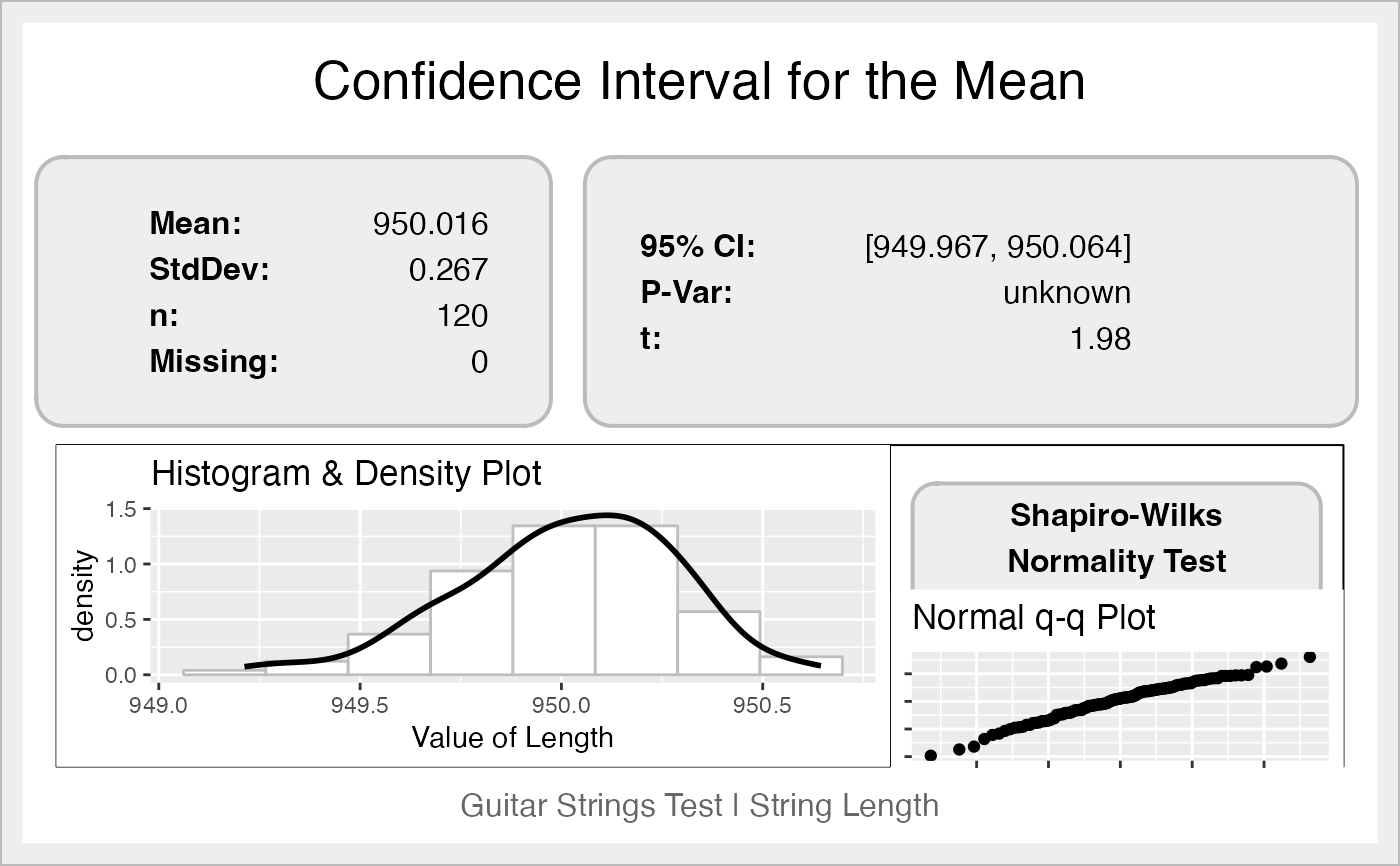 Confidence Interval for the Mean
Mean: 950.016
StdDev: 0.267
n: 120
Missing: 0
95% CI: [949.967, 950.064]
P-Var: unknown
t: 1.98
Histogram & Density Plot
1.5
1.0
0.5
0.0
density
949.0 949.5 950.0 950.5
Value of Length
Shapiro-Wilks
Normality Test
Normal q-q Plot
Guitar Strings Test | String Length